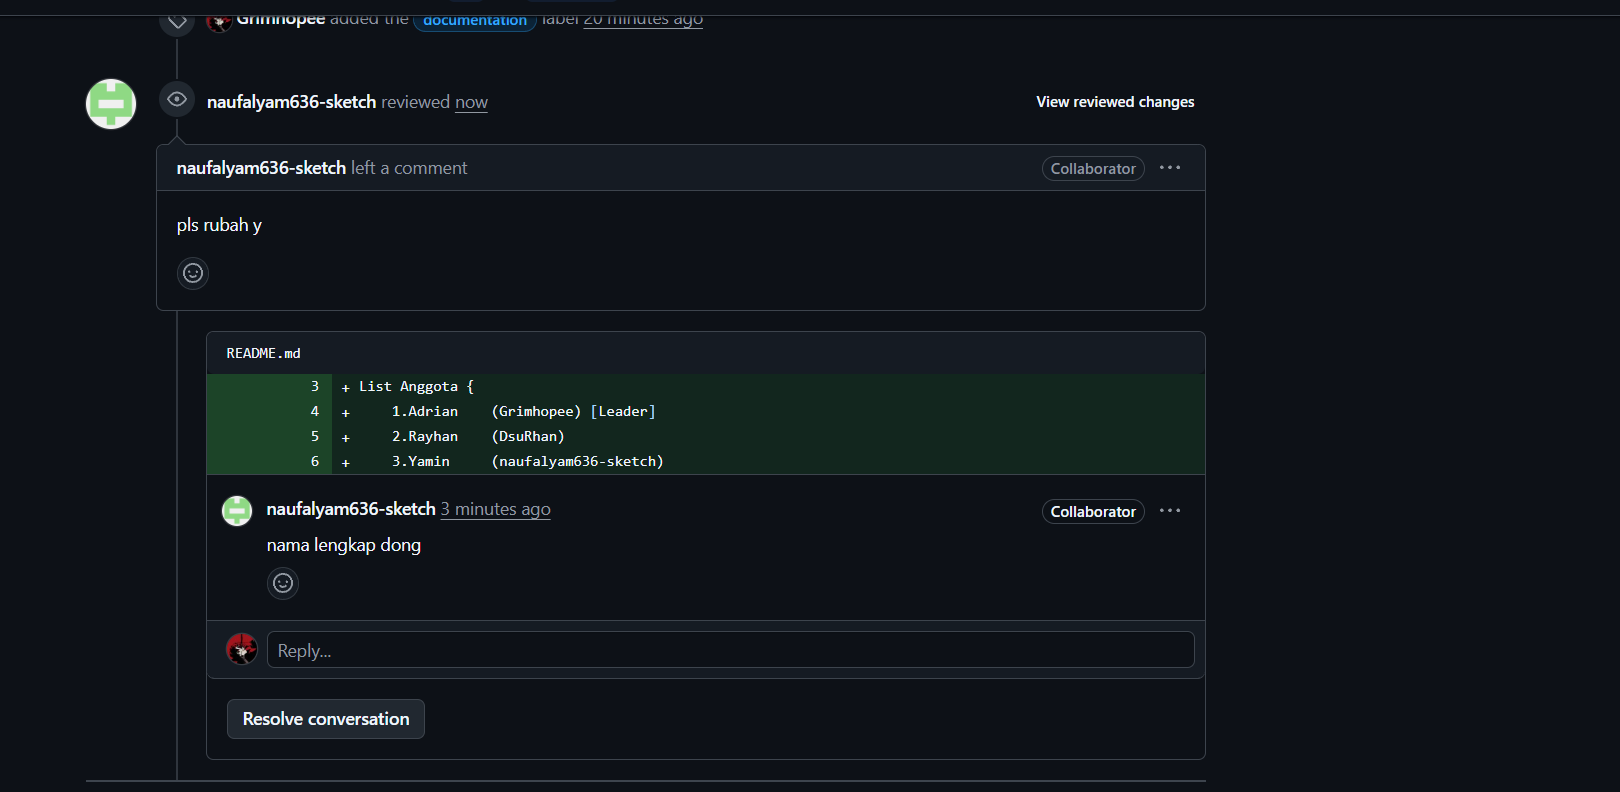 Grimhopee added the documentation label 20 minutes ago
naufalyam636-sketch reviewed now
View reviewed changes
naufalyam636-sketch left a comment
Collaborator
pls rubah y
README.md
3 + List Anggota {
4 + 1.Adrian (Grimhopee) [Leader]
5 + 2.Rayhan (DsuRhan)
6 + 3.Yamin (naufalyam636-sketch)
naufalyam636-sketch 3 minutes ago
Collaborator
nama lengkap dong
Reply...
Resolve conversation